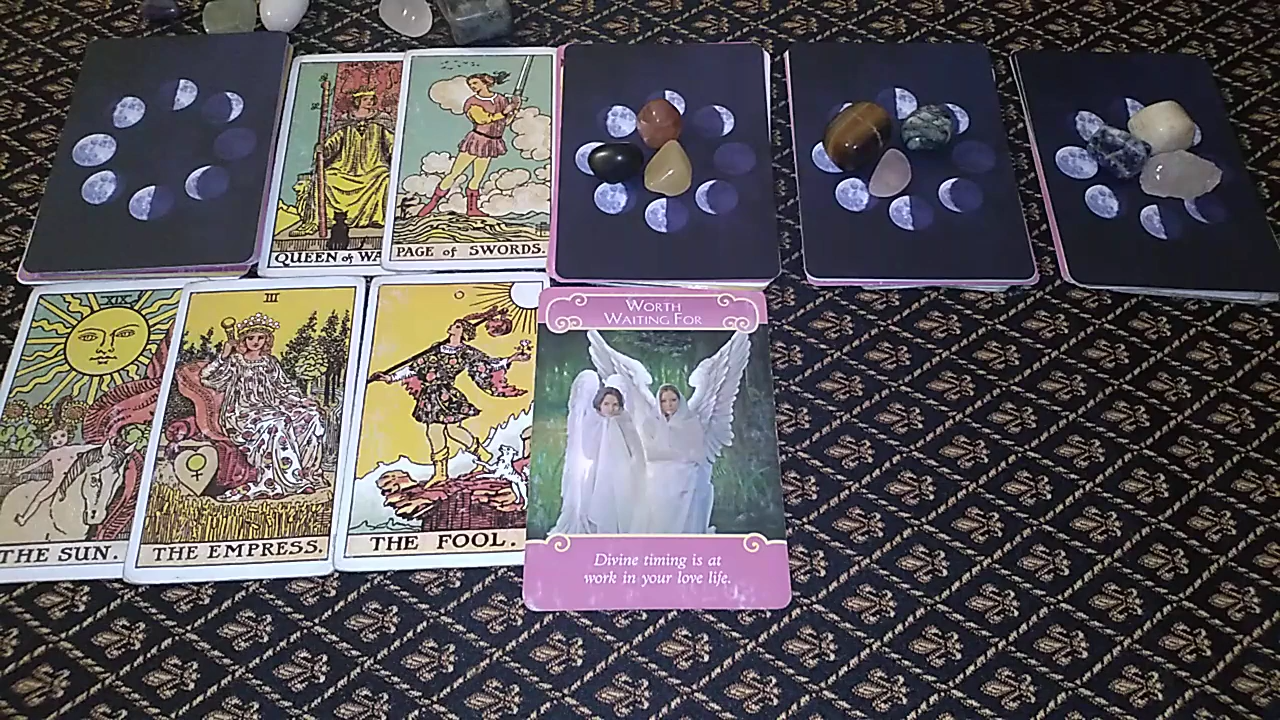 QUEEN of WA
PAGE of SWORDS.
XIX
THE SUN.
III
THE EMPRESS.
THE FOOL.
WORTH
WAITING FOR
Divine timing is at
work in your love life.